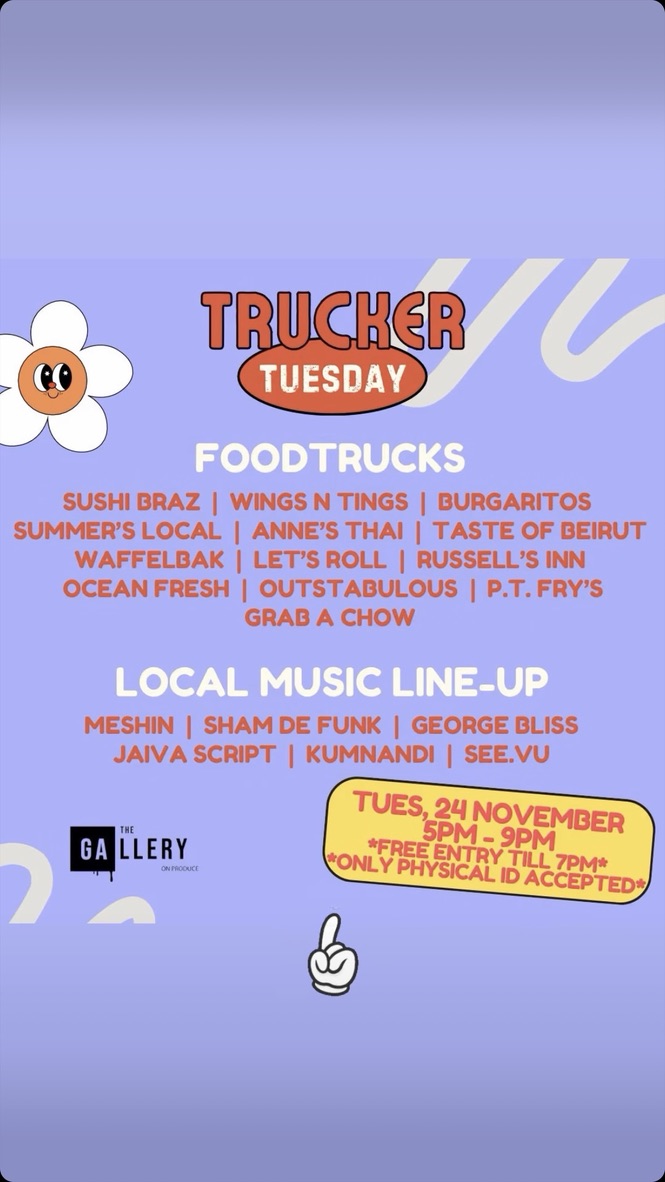 TRUCKER
TUESDAY
FOODTRUCKS
SUSHI BRAZ | WINGS N TINGS | BURGARITOS
SUMMER'S LOCAL | ANNE'S THAI | TASTE OF BEIRUT
WAFFELBAK | LET'S ROLL | RUSSELL'S INN
OCEAN FRESH | OUTSTABULOUS | P.T. FRY'S
GRAB A CHOW
LOCAL MUSIC LINE-UP
MESHIN | SHAM DE FUNK | GEORGE BLISS
JAIVA SCRIPT | KUMNANDI | SEE.VU
TUES, 24 NOVEMBER
5PM - 9PM
*FREE ENTRY TILL 7PM*
*ONLY PHYSICAL ID ACCEPTED*
THE
GALLERY
ON PRODUCE